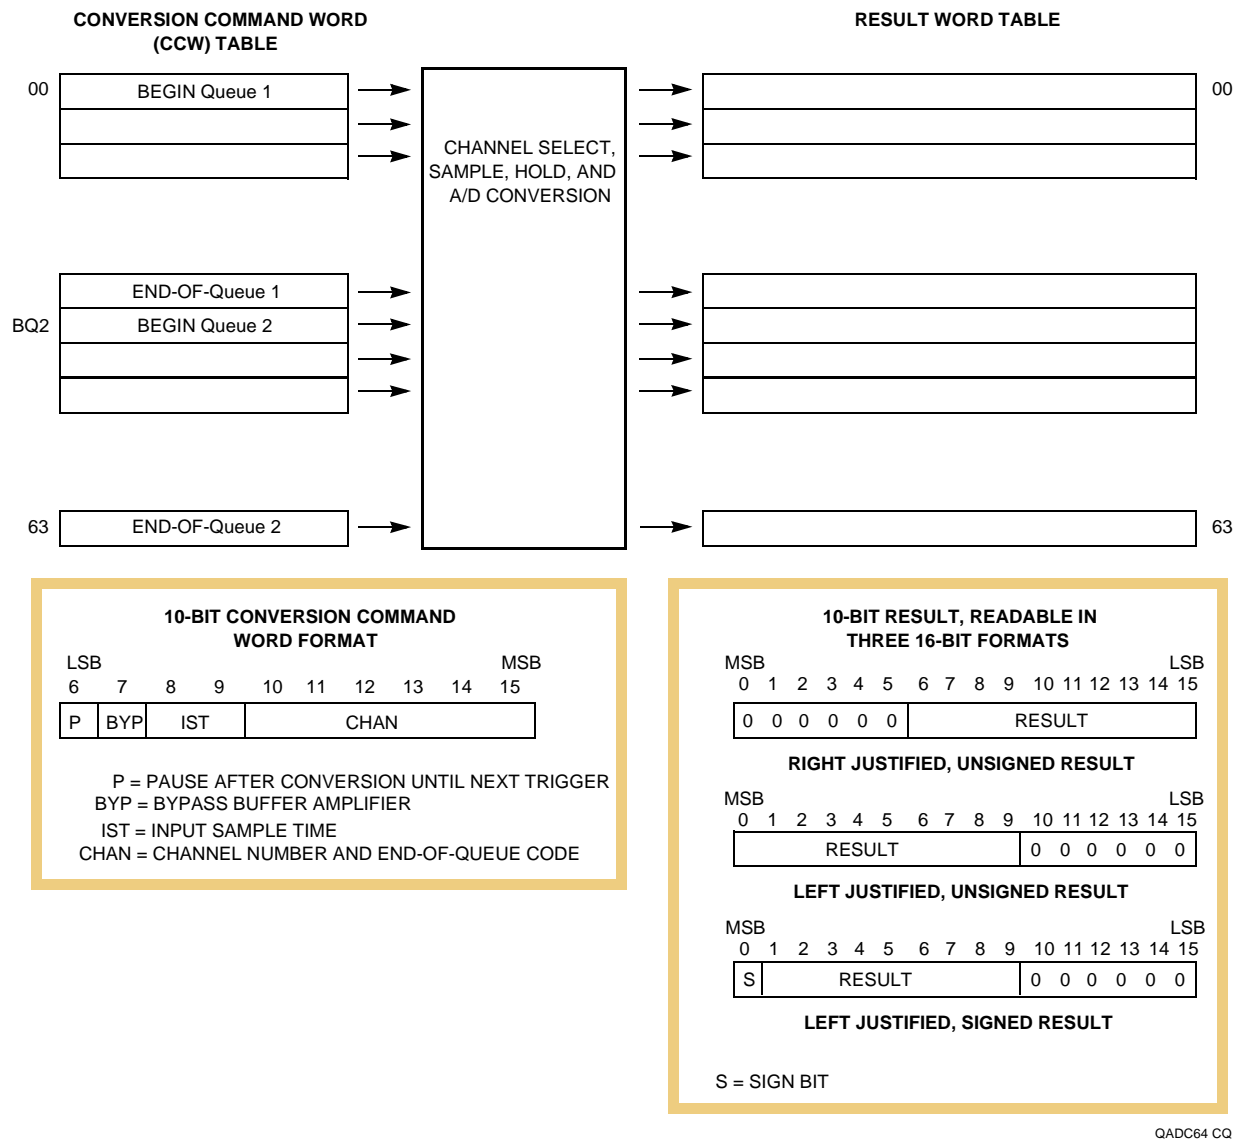 CONVERSION COMMAND WORD
(CCW) TABLE
RESULT WORD TABLE
00
BEGIN Queue 1
00
CHANNEL SELECT,
SAMPLE, HOLD, AND
A/D CONVERSION
END-OF-Queue 1
BQ2
BEGIN Queue 2
63
END-OF-Queue 2
63
10-BIT CONVERSION COMMAND
WORD FORMAT
LSB MSB
6 7 8 9 10 11 12 13 14 15
P BYP IST CHAN
P = PAUSE AFTER CONVERSION UNTIL NEXT TRIGGER
BYP = BYPASS BUFFER AMPLIFIER
IST = INPUT SAMPLE TIME
CHAN = CHANNEL NUMBER AND END-OF-QUEUE CODE
10-BIT RESULT, READABLE IN
THREE 16-BIT FORMATS
MSB LSB
0 1 2 3 4 5 6 7 8 9 10 11 12 13 14 15
0 0 0 0 0 0 RESULT
RIGHT JUSTIFIED, UNSIGNED RESULT
MSB LSB
0 1 2 3 4 5 6 7 8 9 10 11 12 13 14 15
RESULT 0 0 0 0 0 0
LEFT JUSTIFIED, UNSIGNED RESULT
MSB LSB
0 1 2 3 4 5 6 7 8 9 10 11 12 13 14 15
S RESULT 0 0 0 0 0 0
LEFT JUSTIFIED, SIGNED RESULT
S = SIGN BIT
QADC64 CQ